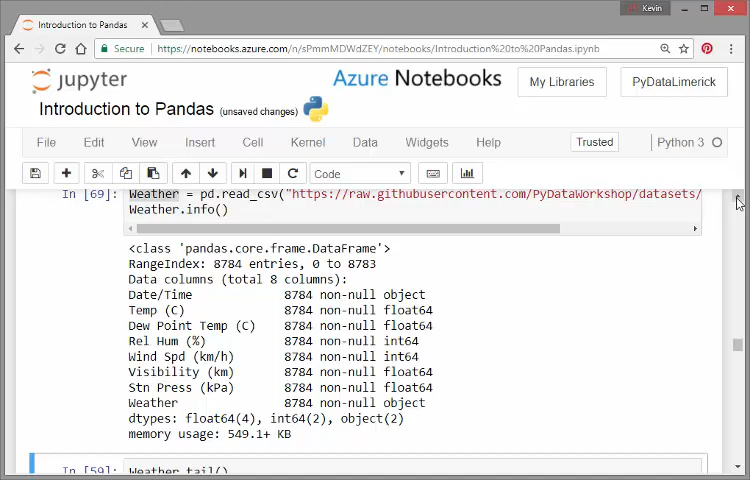 Kevin
Introduction to Pandas
Secure https://notebooks.azure.com/n/sPmmMDWdZEY/notebooks/Introduction%20to%20Pandas.ipynb
jupyter Azure Notebooks My Libraries PyDataLimerick
Introduction to Pandas (unsaved changes)
File Edit View Insert Cell Kernel Data Widgets Help Trusted Python 3
Code
In [69]: Weather = pd.read_csv("https://raw.githubusercontent.com/PyDataWorkshop/datasets/
Weather.info()
<class 'pandas.core.frame.DataFrame'>
RangeIndex: 8784 entries, 0 to 8783
Data columns (total 8 columns):
Date/Time 8784 non-null object
Temp (C) 8784 non-null float64
Dew Point Temp (C) 8784 non-null float64
Rel Hum (%) 8784 non-null int64
Wind Spd (km/h) 8784 non-null int64
Visibility (km) 8784 non-null float64
Stn Press (kPa) 8784 non-null float64
Weather 8784 non-null object
dtypes: float64(4), int64(2), object(2)
memory usage: 549.1+ KB
In [59]: Weather.tail()